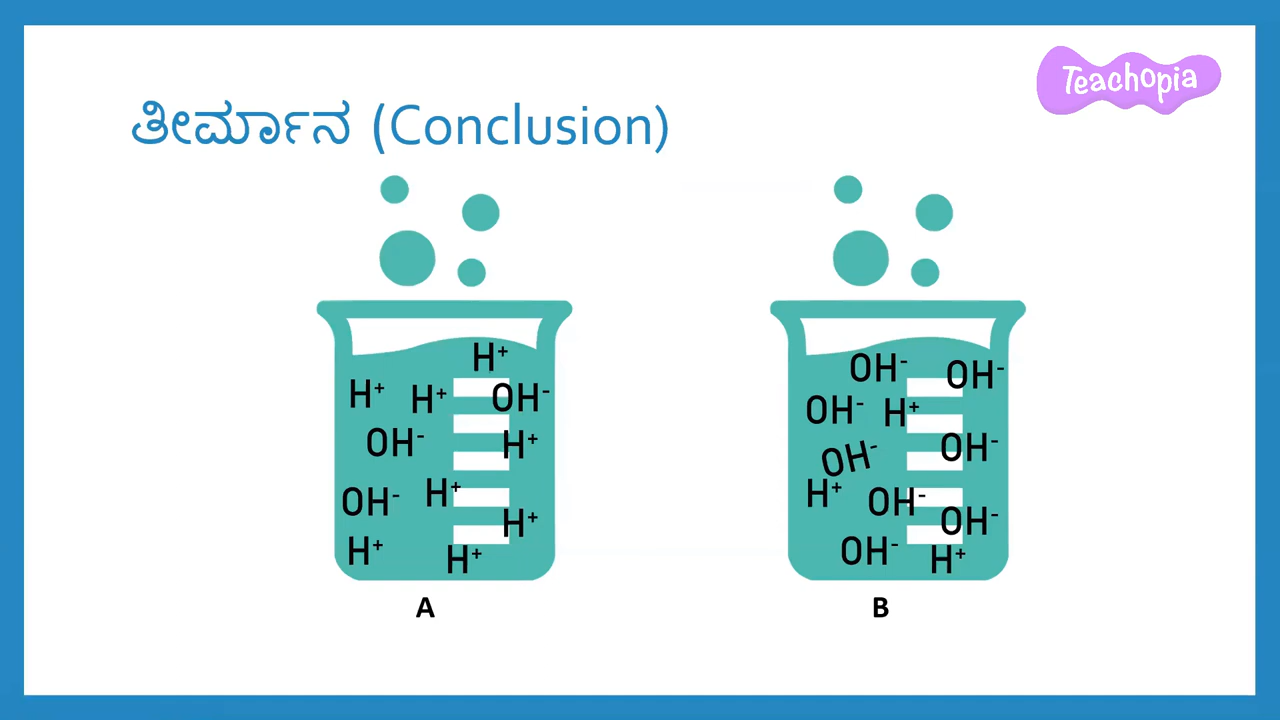 Teachopia
ತೀರ್ಮಾನ (Conclusion)
H⁺
H⁺ H⁺ OH⁻
OH⁻ H⁺
OH⁻ H⁺
H⁺
H⁺ H⁺
A
OH⁻ OH⁻
OH⁻ H⁺
OH⁻ OH⁻
H⁺ OH⁻
OH⁻
OH⁻ H⁺
B